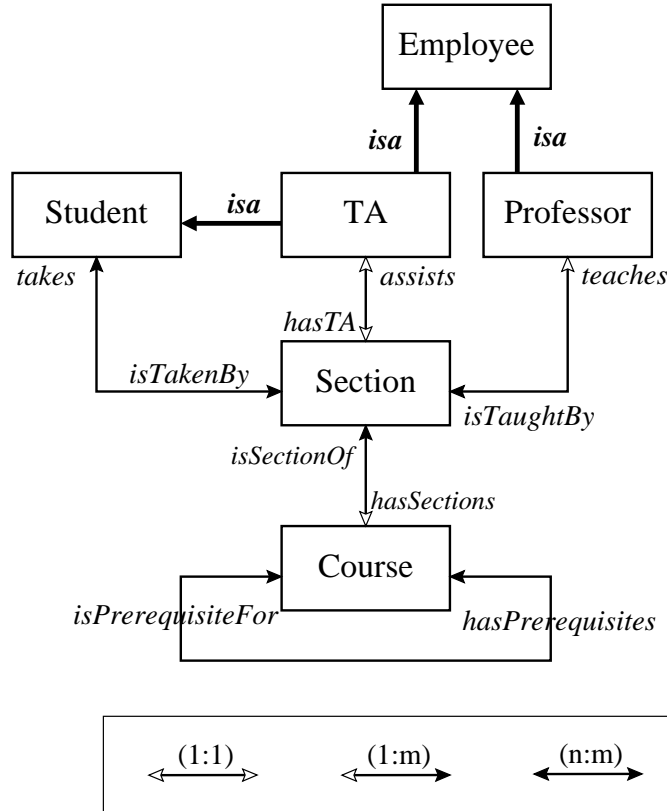 Employee
isa
isa
Student
isa
TA
Professor
takes
assists
teaches
hasTA
isTakenBy
Section
isTaughtBy
isSectionOf
hasSections
Course
isPrerequisiteFor
hasPrerequisites
(1:1)
(1:m)
(n:m)